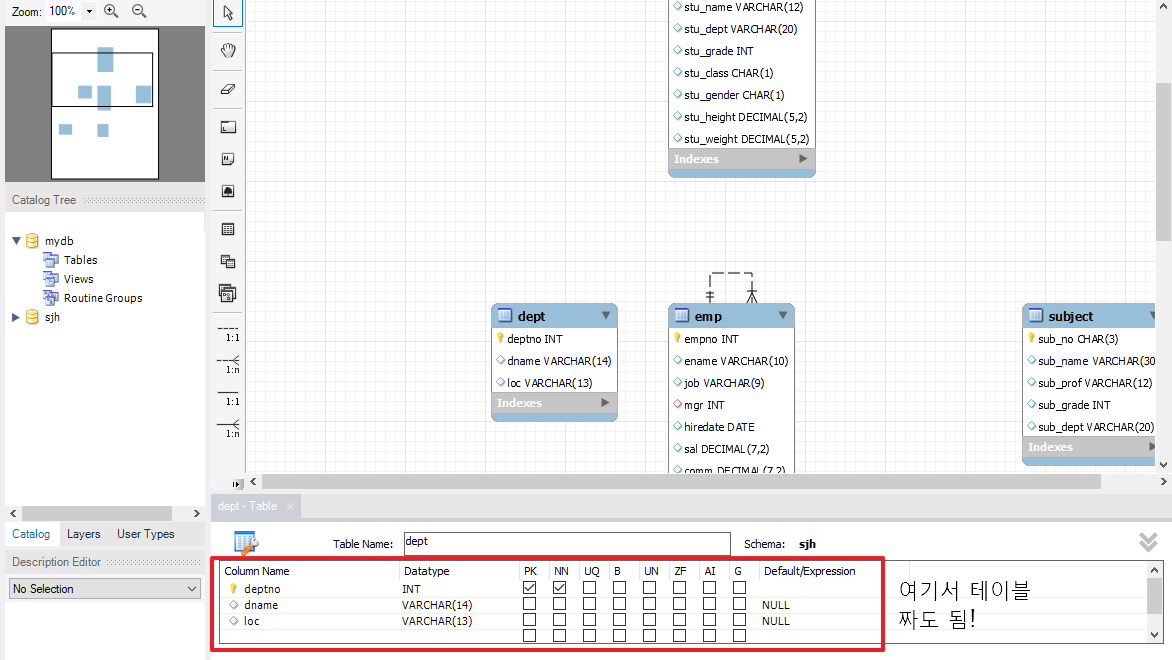 Zoom: 100%
stu_name VARCHAR(12)
stu_dept VARCHAR(20)
stu_grade INT
stu_class CHAR(1)
stu_gender CHAR(1)
stu_height DECIMAL(5,2)
stu_weight DECIMAL(5,2)
Indexes
Catalog Tree
mydb
Tables
Views
Routine Groups
sjh
1:1
1:n
1:1
1:n
dept
deptno INT
dname VARCHAR(14)
loc VARCHAR(13)
Indexes
emp
empno INT
ename VARCHAR(10)
job VARCHAR(9)
mgr INT
hiredate DATE
sal DECIMAL(7,2)
comm DECIMAL(7,2)
subject
sub_no CHAR(3)
sub_name VARCHAR(30
sub_prof VARCHAR(12)
sub_grade INT
sub_dept VARCHAR(20)
Indexes
Catalog Layers User Types
Description Editor
No Selection
dept - Table
Table Name: dept Schema: sjh
Column Name Datatype PK NN UQ B UN ZF AI G Default/Expression
deptno INT
dname VARCHAR(14) NULL
loc VARCHAR(13) NULL
여기서 테이블
짜도 됨!